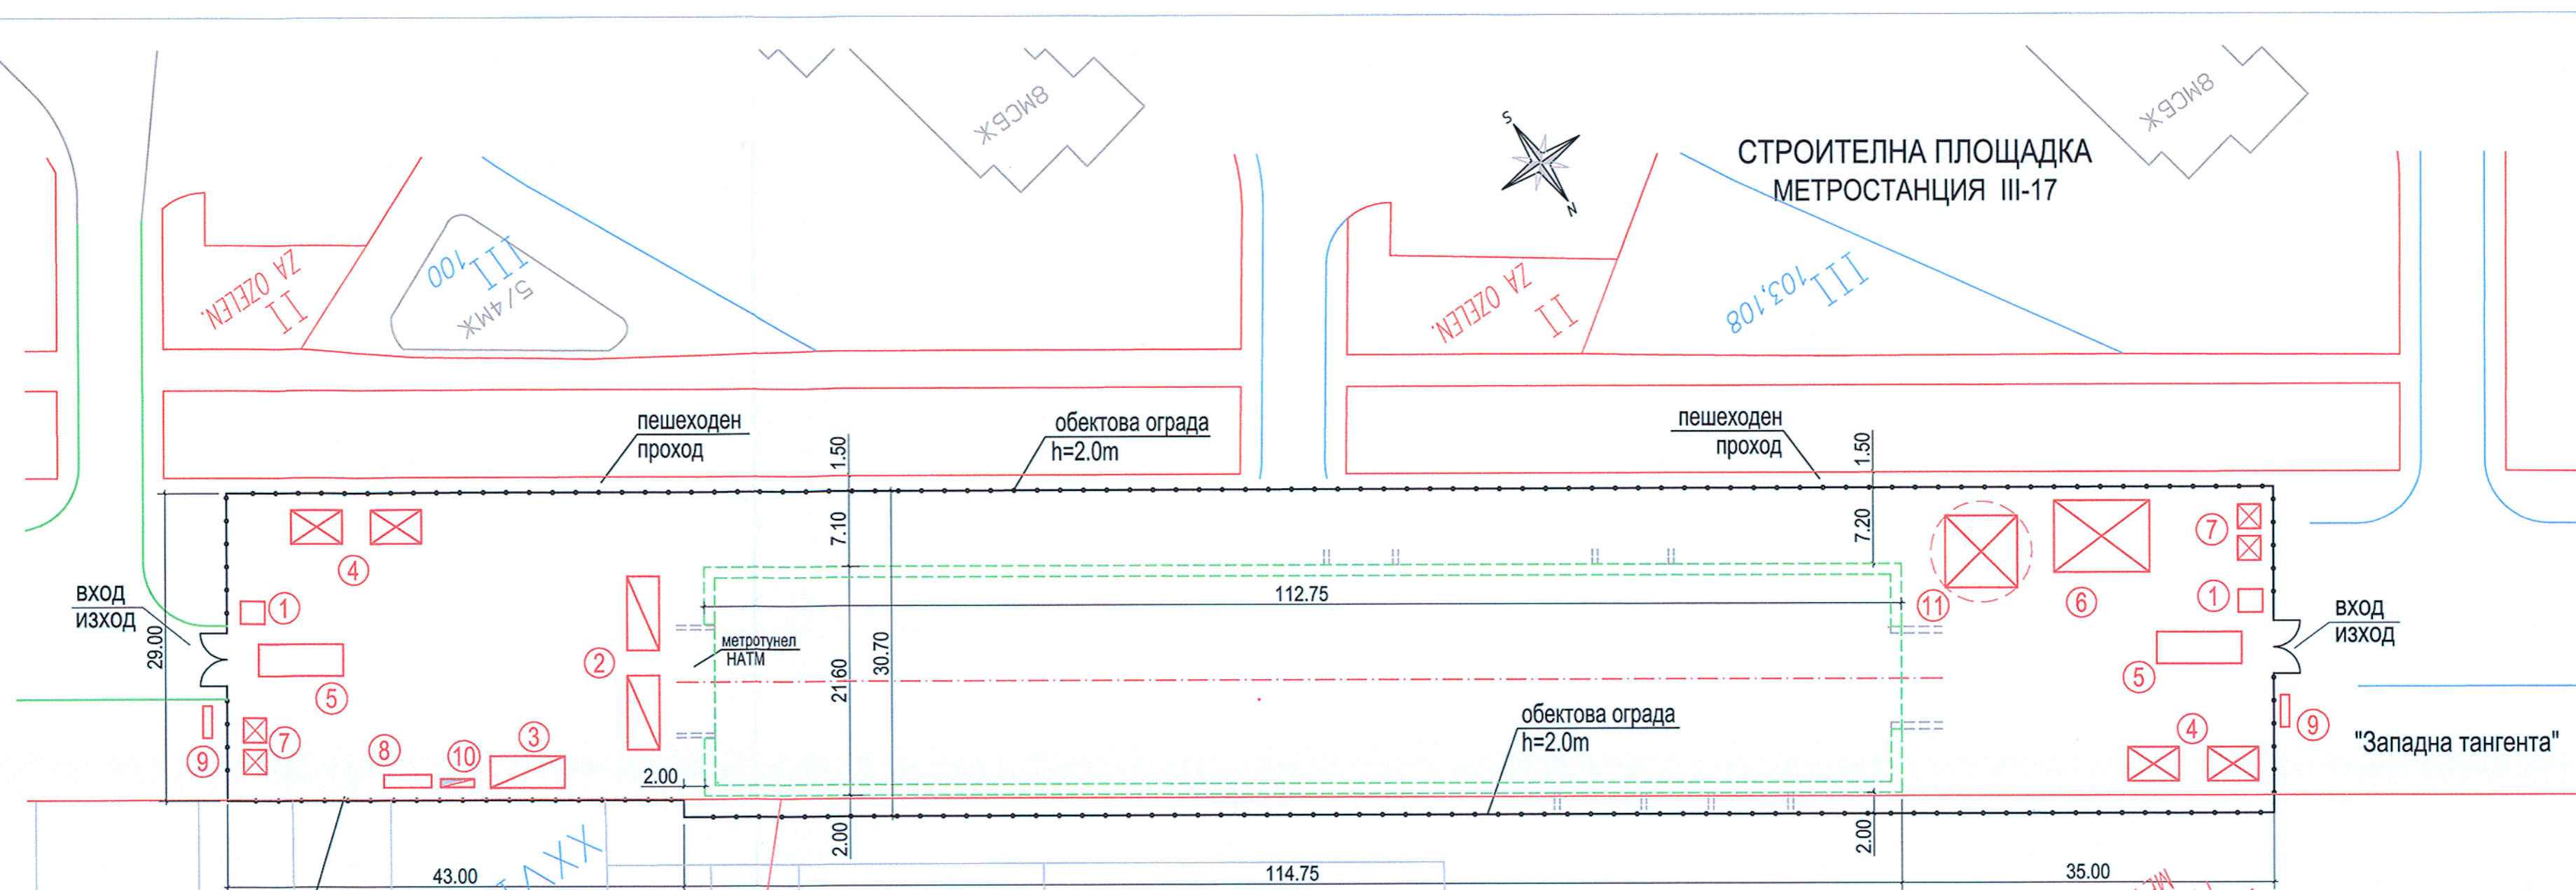 8МСБЖ
8МСБЖ
S
N
СТРОИТЕЛНА ПЛОЩАДКА
МЕТРОСТАНЦИЯ III-17
ZA OZELEN.
II
III 100
5/4МЖ
ZA OZELEN.
II
III 103,108
пешеходен
проход
1.50
обектова ограда
h=2.0m
пешеходен
проход
1.50
7.10
7.20
4
7
6
11
1
1
ВХОД
ИЗХОД
ВХОД
ИЗХОД
112.75
29.00
2
метротунел
НАТМ
21.60
30.70
5
5
обектова ограда
h=2.0m
"Западна тангента"
9
7
8
10
3
4
9
2.00
2.00
2.00
XXV
43.00
114.75
35.00